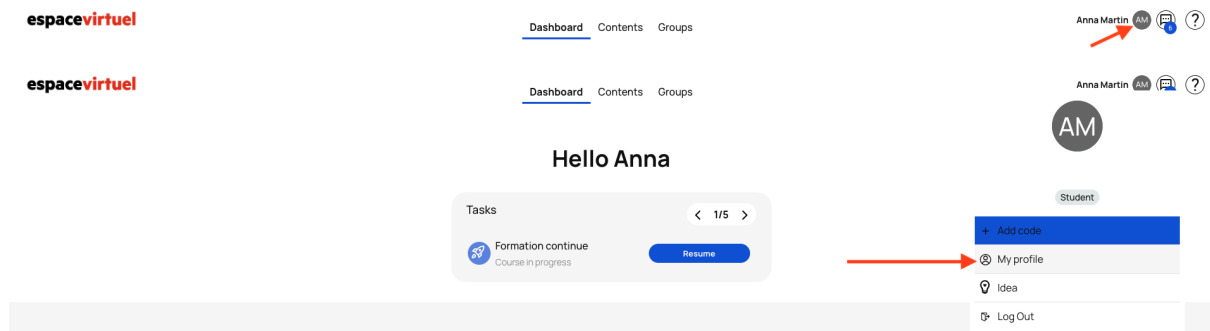 espacevirtuel
Dashboard Contents Groups
Anna Martin AM 6 ?
espacevirtuel
Dashboard Contents Groups
Anna Martin AM ?
AM
Hello Anna
Student
Tasks
< 1/5 >
Formation continue
Course in progress
Resume
+ Add code
My profile
Idea
Log Out